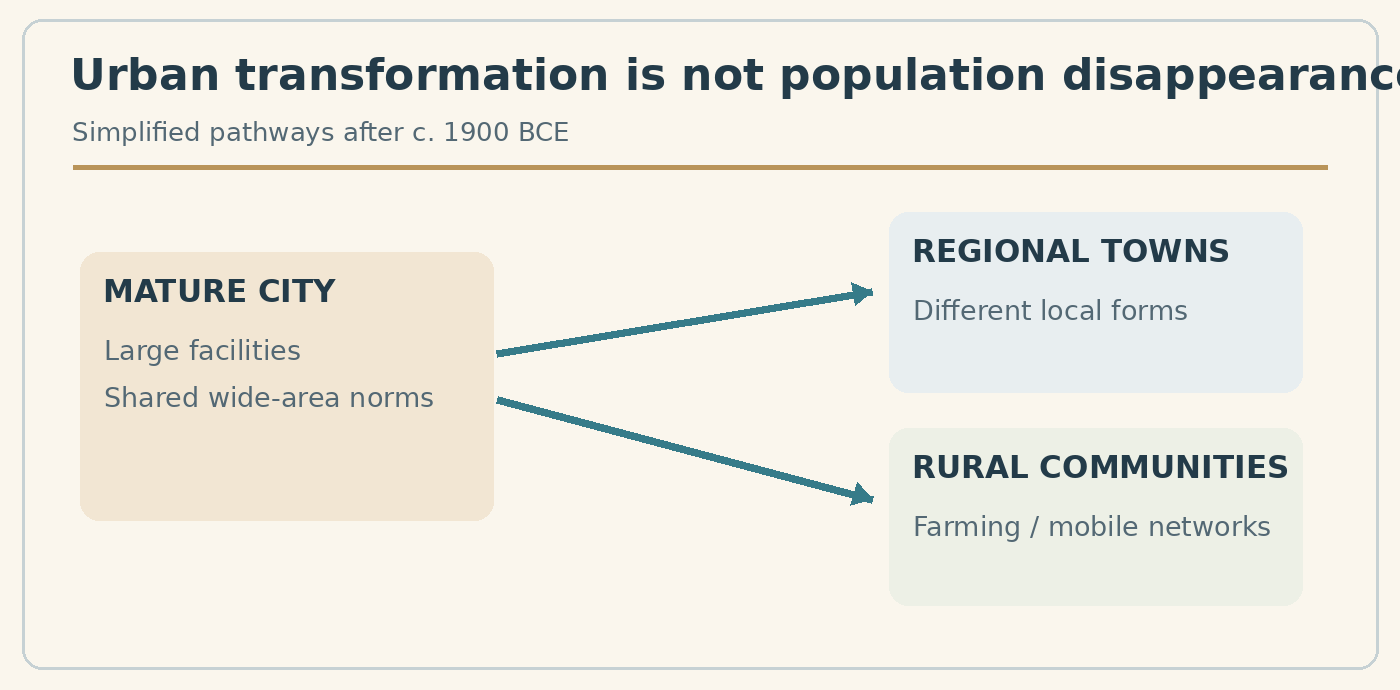 Urban transformation is not population disappearance
Simplified pathways after c. 1900 BCE
MATURE CITY
Large facilities
Shared wide-area norms
REGIONAL TOWNS
Different local forms
RURAL COMMUNITIES
Farming / mobile networks